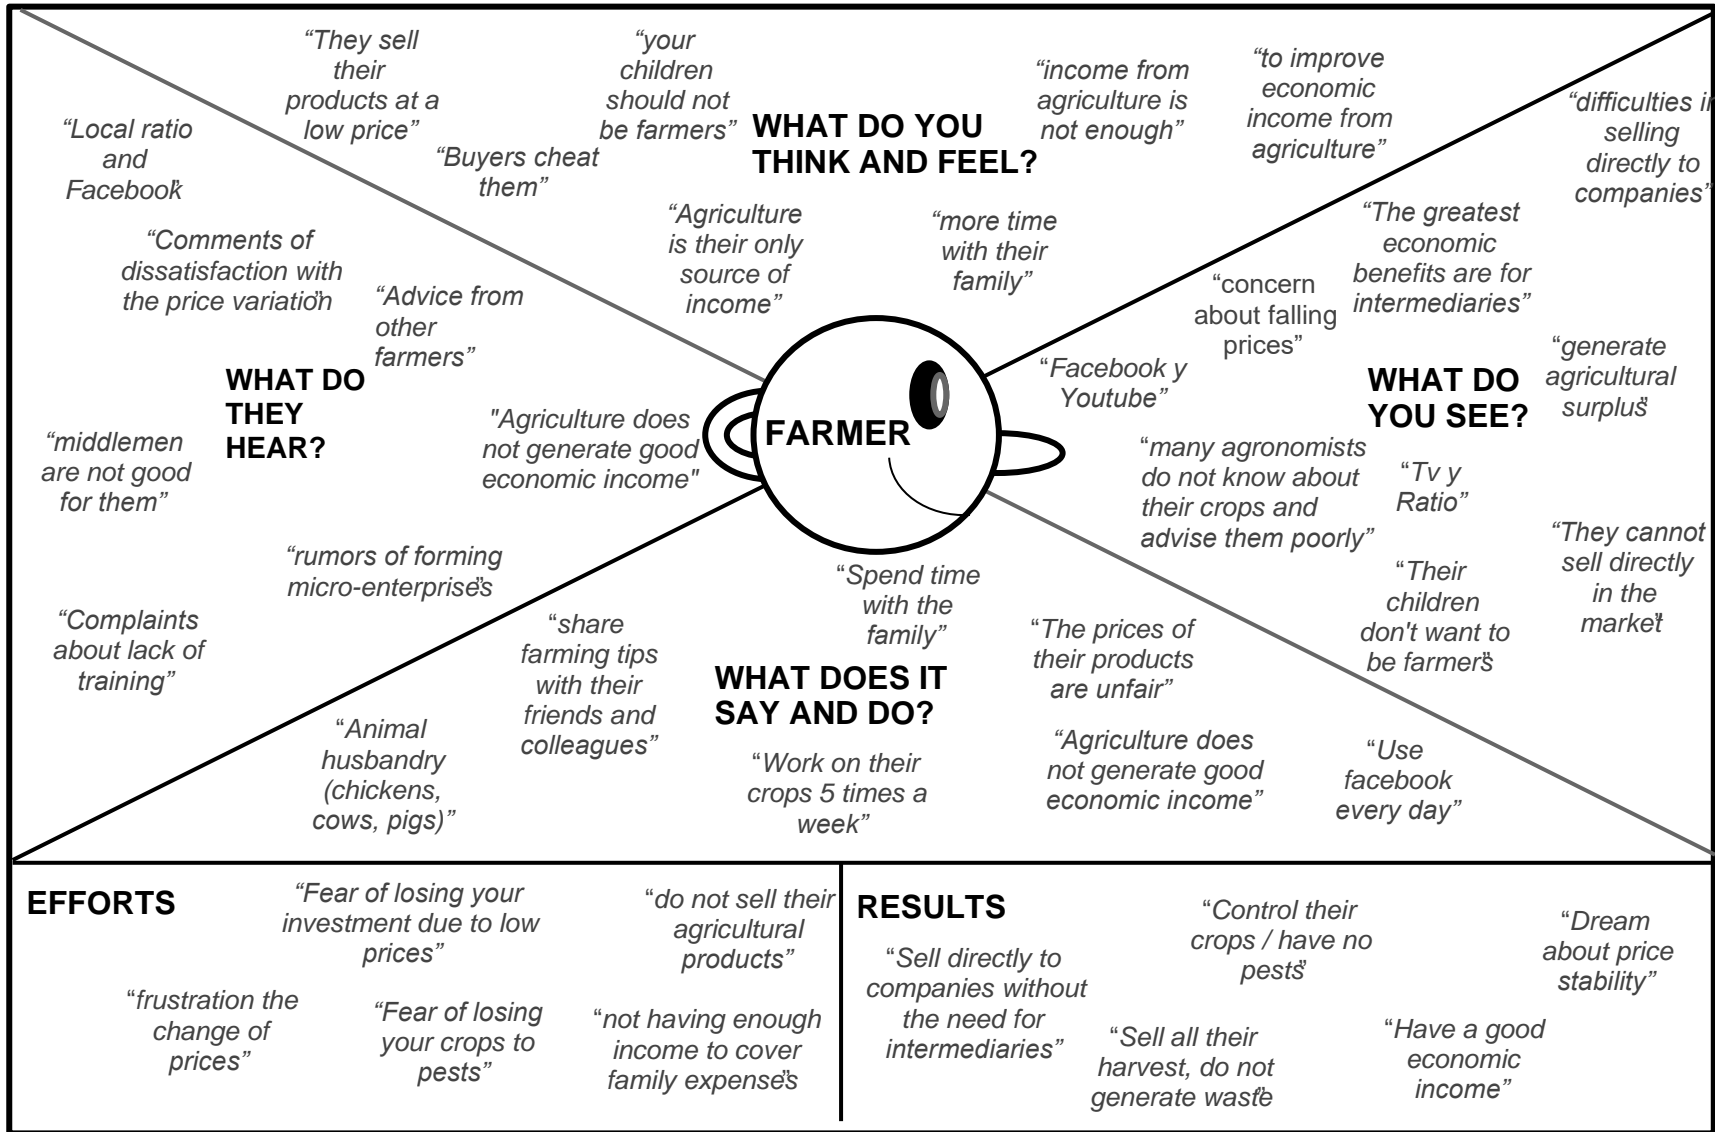 “They sell
their
products at a
low price”
“your
children
should not
be farmers”
“Buyers cheat
them”
WHAT DO YOU
THINK AND FEEL?
“income from
agriculture is
not enough”
“to improve
economic
income from
agriculture”
“Agriculture
is their only
source of
income”
“more time
with their
family”
“Local ratio
and
Facebook”
“Comments of
dissatisfaction with
the price variation”
“Advice from
other
farmers”
WHAT DO
THEY
HEAR?
"Agriculture does
not generate good
economic income"
“middlemen
are not good
for them”
“rumors of forming
micro-enterprises”
“Complaints
about lack of
training”
FARMER
“difficulties in
selling
directly to
companies”
“The greatest
economic
benefits are for
intermediaries”
“concern
about falling
prices”
“Facebook y
Youtube”
WHAT DO
YOU SEE?
“generate
agricultural
surplus”
“many agronomists
do not know about
their crops and
advise them poorly”
“Tv y
Ratio”
“They cannot
sell directly
in the
market”
“Their
children
don't want to
be farmers”
“Spend time
with the
family”
“share
farming tips
with their
friends and
colleagues”
WHAT DOES IT
SAY AND DO?
“The prices of
their products
are unfair”
“Animal
husbandry
(chickens,
cows, pigs)”
“Work on their
crops 5 times a
week”
“Agriculture does
not generate good
economic income”
“Use
facebook
every day”
EFFORTS
“Fear of losing your
investment due to low
prices”
“do not sell their
agricultural
products”
“frustration the
change of
prices”
“Fear of losing
your crops to
pests”
“not having enough
income to cover
family expenses”
RESULTS
“Sell directly to
companies without
the need for
intermediaries”
“Control their
crops / have no
pests”
“Dream
about price
stability”
“Sell all their
harvest, do not
generate waste”
“Have a good
economic
income”